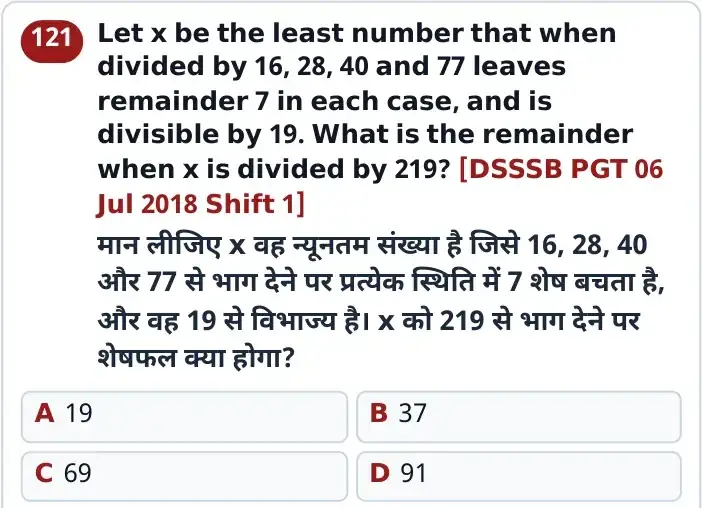 121 Let x be the least number that when
divided by 16, 28, 40 and 77 leaves
remainder 7 in each case, and is
divisible by 19. What is the remainder
when x is divided by 219? [DSSSB PGT 06
Jul 2018 Shift 1]
मान लीजिए x वह न्यूनतम संख्या है जिसे 16, 28, 40
और 77 से भाग देने पर प्रत्येक स्थिति में 7 शेष बचता है,
और वह 19 से विभाज्य है। x को 219 से भाग देने पर
शेषफल क्या होगा?
A 19
B 37
C 69
D 91